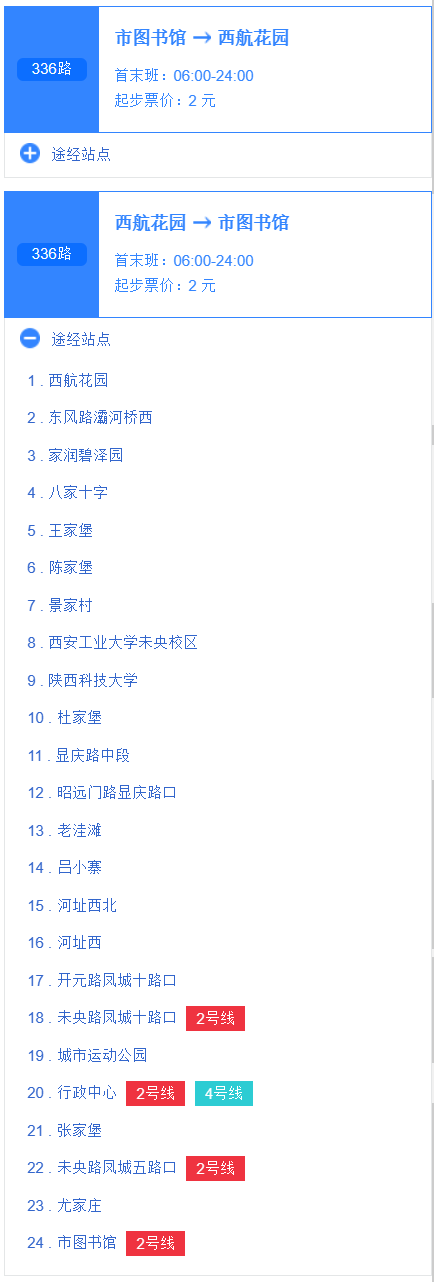 336路
市图书馆 → 西航花园
首末班：06:00-24:00
起步票价：2 元
途经站点
336路
西航花园 → 市图书馆
首末班：06:00-24:00
起步票价：2 元
途经站点
1 . 西航花园
2 . 东风路灞河桥西
3 . 家润碧泽园
4 . 八家十字
5 . 王家堡
6 . 陈家堡
7 . 景家村
8 . 西安工业大学未央校区
9 . 陕西科技大学
10 . 杜家堡
11 . 显庆路中段
12 . 昭远门路显庆路口
13 . 老洼滩
14 . 吕小寨
15 . 河址西北
16 . 河址西
17 . 开元路凤城十路口
18 . 未央路凤城十路口 2号线
19 . 城市运动公园
20 . 行政中心 2号线 4号线
21 . 张家堡
22 . 未央路凤城五路口 2号线
23 . 尤家庄
24 . 市图书馆 2号线